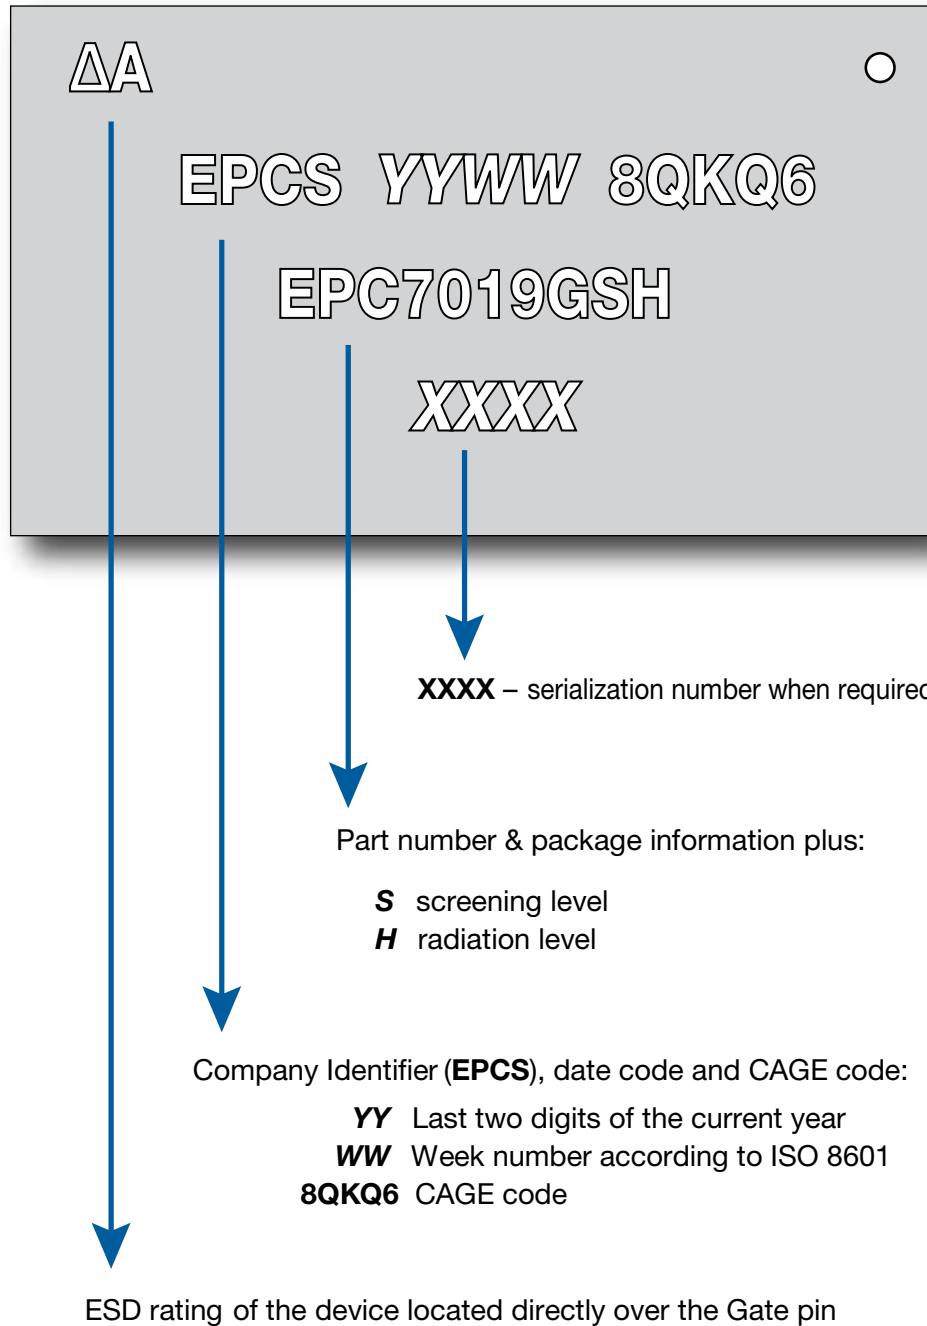 ΔA
EPCS YYWW 8QKQ6
EPC7019GSH
XXXX
XXXX – serialization number when required
Part number & package information plus:
S screening level
H radiation level
Company Identifier (EPCS), date code and CAGE code:
YY Last two digits of the current year
WW Week number according to ISO 8601
8QKQ6 CAGE code
ESD rating of the device located directly over the Gate pin